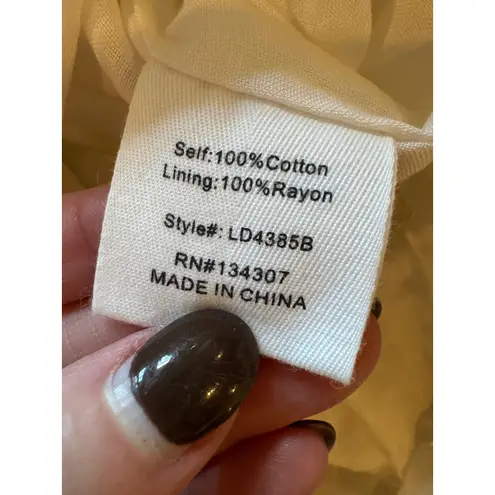 Self:100%Cotton
Lining:100%Rayon
Style#: LD4385B
RN#134307
MADE IN CHINA